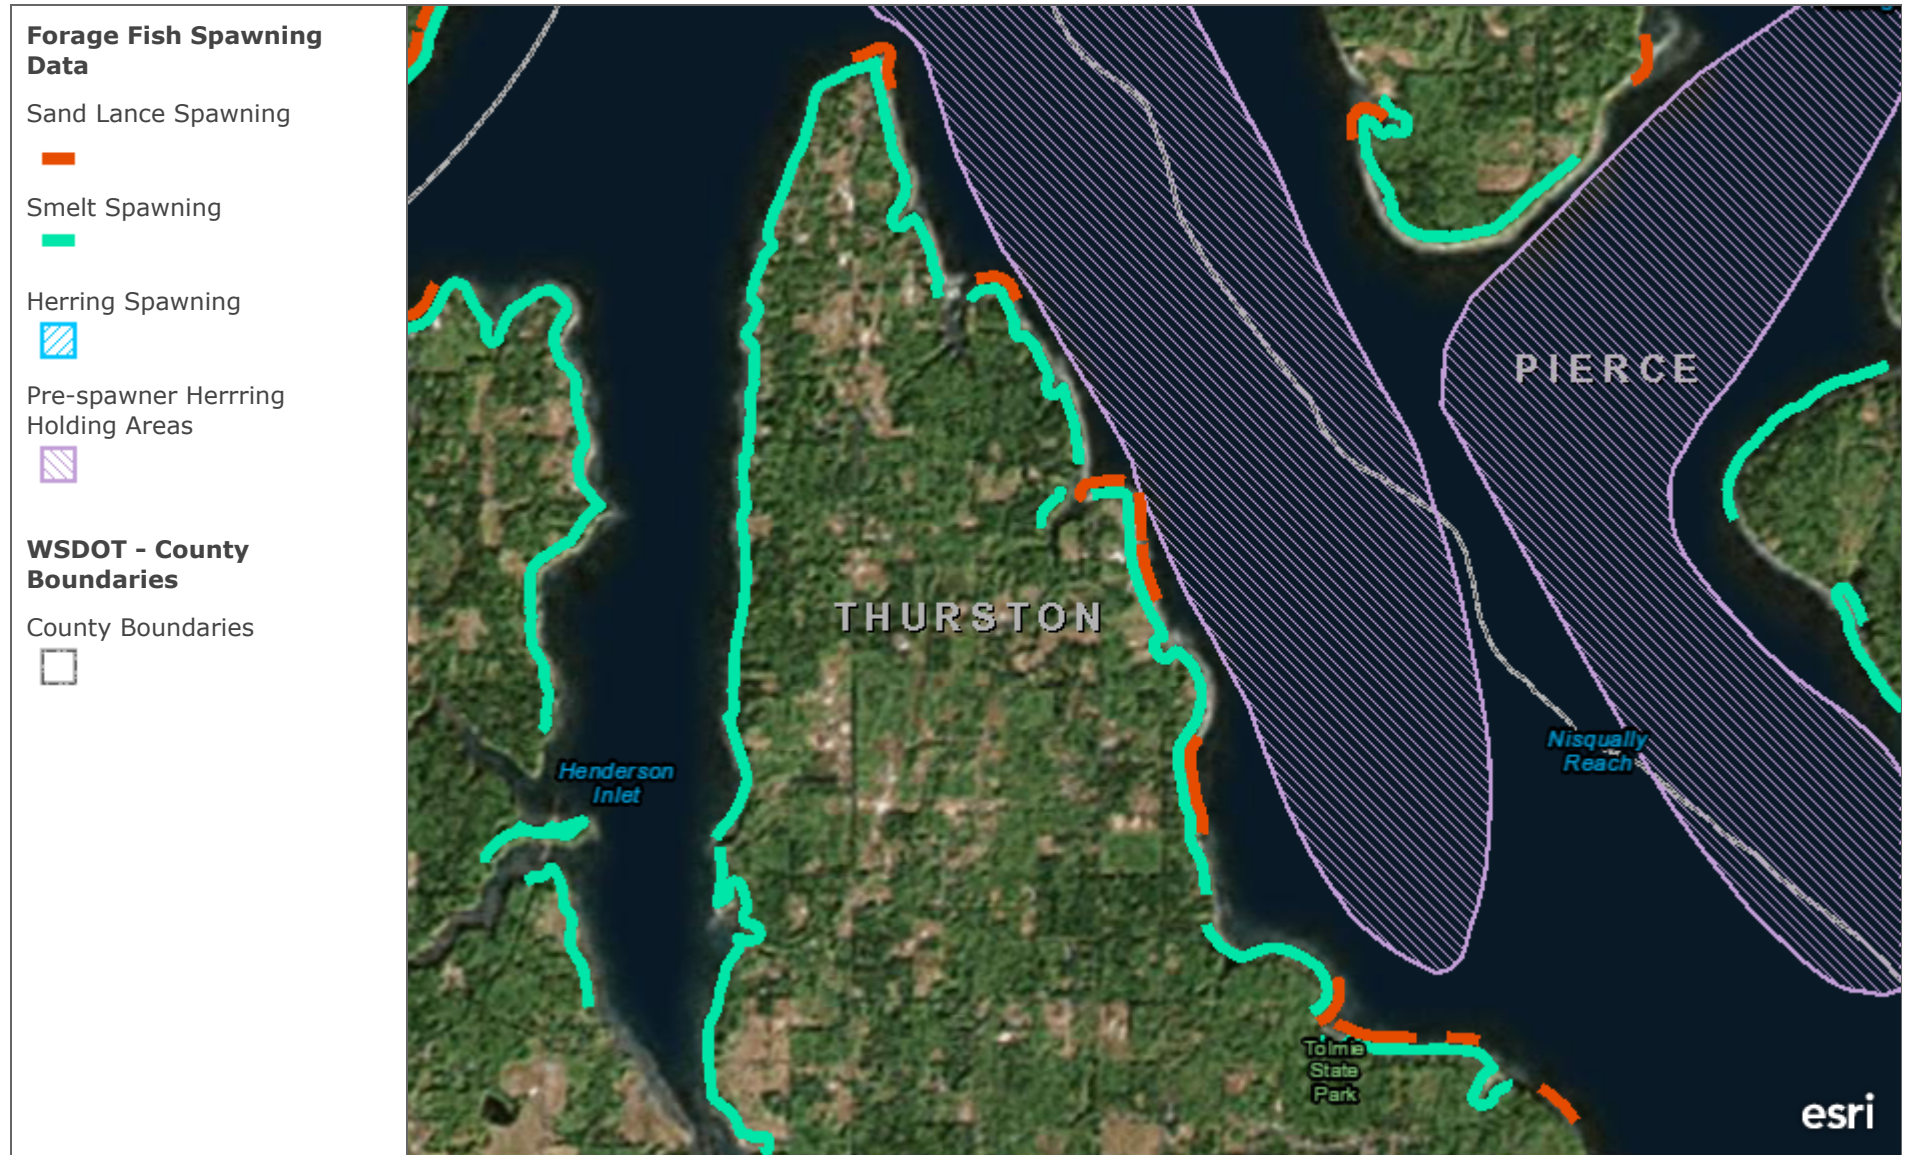 Forage Fish Spawning
Data
Sand Lance Spawning
Smelt Spawning
Herring Spawning
Pre-spawner Herrring
Holding Areas
WSDOT - County
Boundaries
County Boundaries
PIERCE
THURSTON
Nisqually
Reach
Henderson
Inlet
Tolmie
State
Park
esri